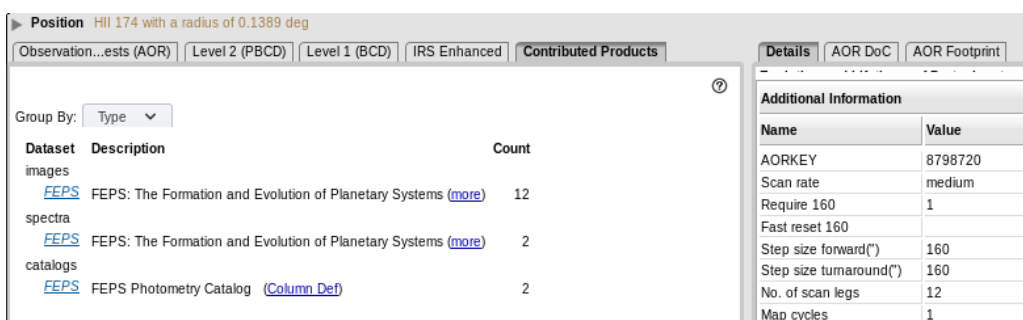 Position HII 174 with a radius of 0.1389 deg
Observation...ests (AOR) Level 2 (PBCD) Level 1 (BCD) IRS Enhanced Contributed Products
Group By: Type
Dataset Description Count
images
FEPS FEPS: The Formation and Evolution of Planetary Systems (more) 12
spectra
FEPS FEPS: The Formation and Evolution of Planetary Systems (more) 2
catalogs
FEPS FEPS Photometry Catalog (Column Def) 2
Details AOR DoC AOR Footprint
Additional Information
Name Value
AORKEY 8798720
Scan rate medium
Require 160 1
Fast reset 160
Step size forward(") 160
Step size turnaround(") 160
No. of scan legs 12
Map cycles 1